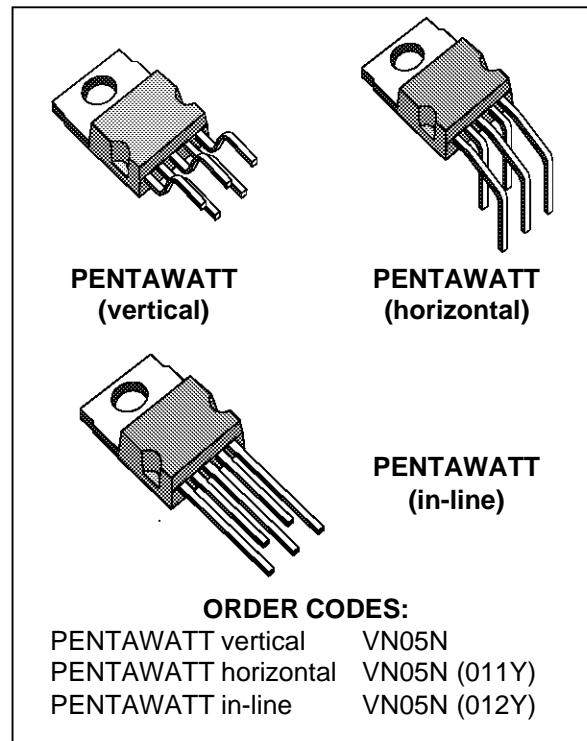 PENTAWATT
(vertical)
PENTAWATT
(horizontal)
PENTAWATT
(in-line)
ORDER CODES:
PENTAWATT vertical VN05N
PENTAWATT horizontal VN05N (011Y)
PENTAWATT in-line VN05N (012Y)